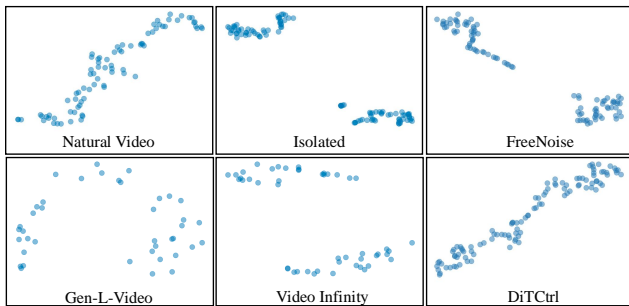 Natural Video
Isolated
FreeNoise
Gen-L-Video
Video Infinity
DiTCtrl